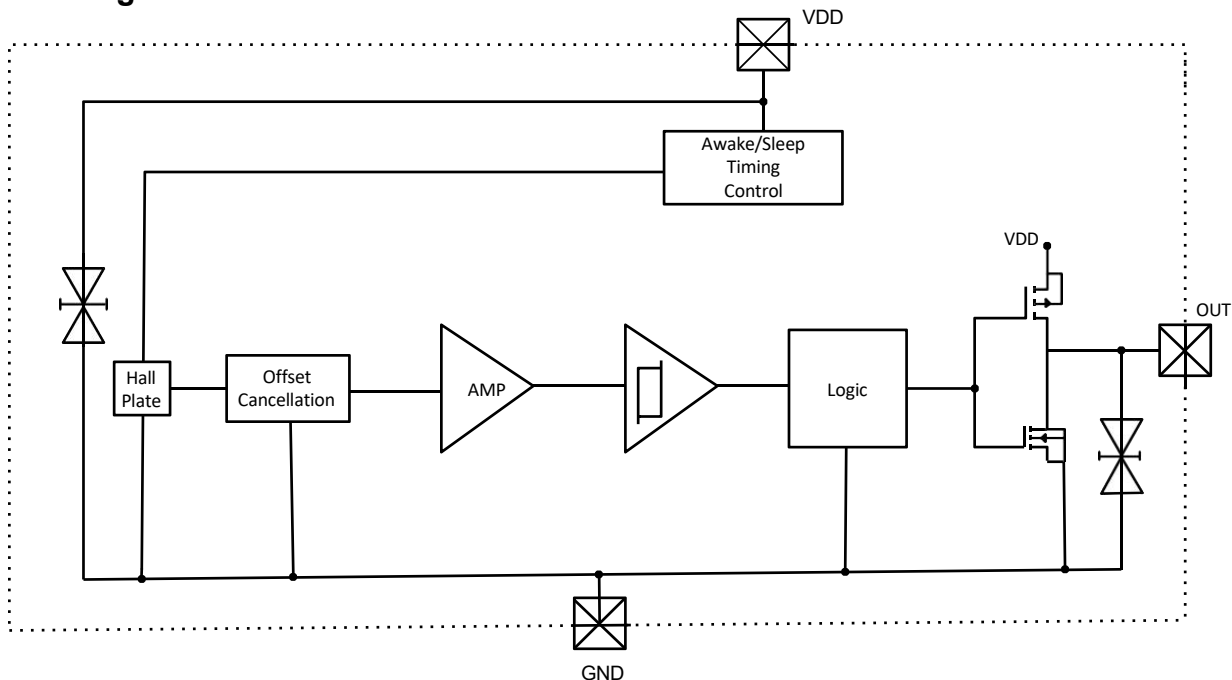 VDD
Awake/Sleep
Timing
Control
VDD
OUT
Hall
Plate
Offset
Cancellation
AMP
Logic
GND